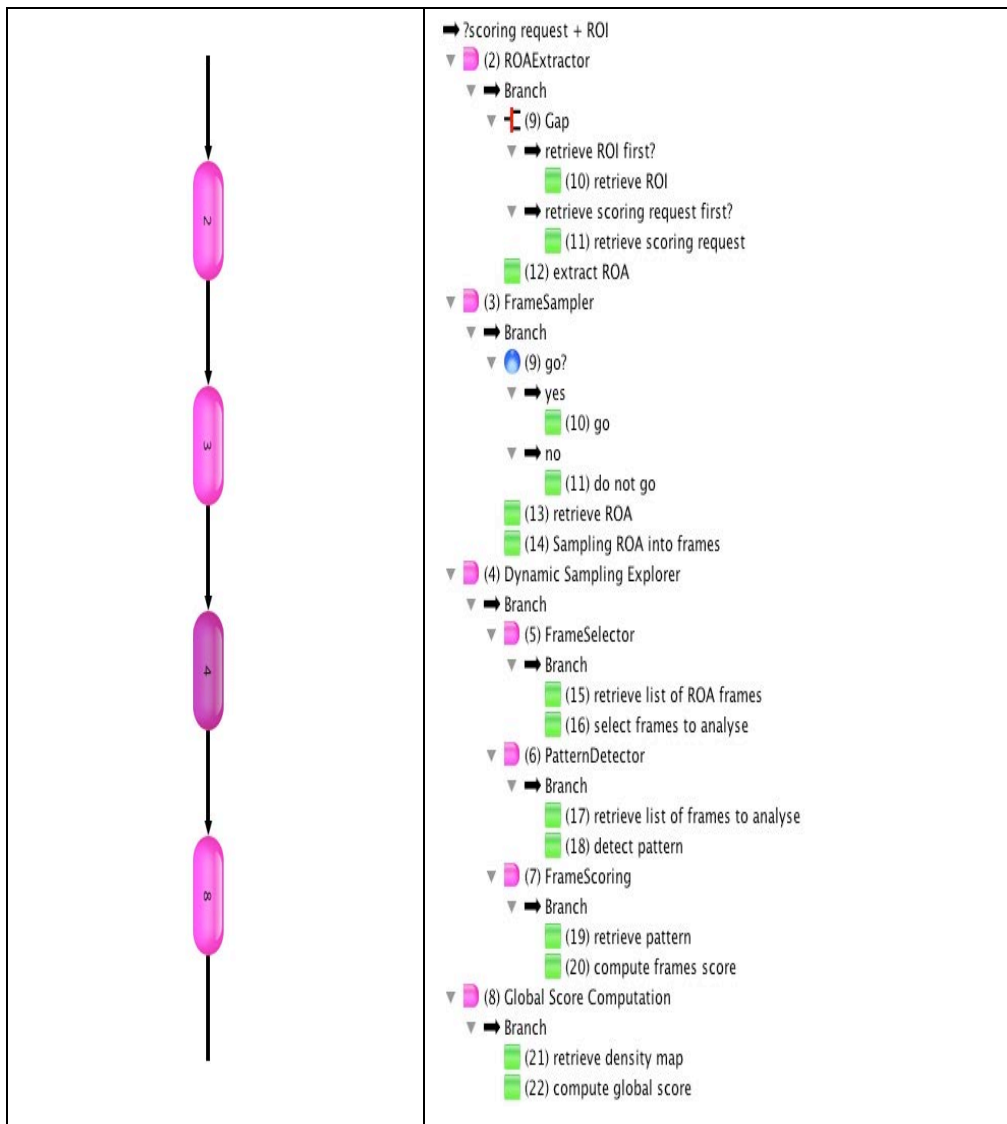 2
3
4
8
?scoring request + ROI
(2) ROAExtractor
Branch
(9) Gap
retrieve ROI first?
(10) retrieve ROI
retrieve scoring request first?
(11) retrieve scoring request
(12) extract ROA
(3) FrameSampler
Branch
(9) go?
yes
(10) go
no
(11) do not go
(13) retrieve ROA
(14) Sampling ROA into frames
(4) Dynamic Sampling Explorer
Branch
(5) FrameSelector
Branch
(15) retrieve list of ROA frames
(16) select frames to analyse
(6) PatternDetector
Branch
(17) retrieve list of frames to analyse
(18) detect pattern
(7) FrameScoring
Branch
(19) retrieve pattern
(20) compute frames score
(8) Global Score Computation
Branch
(21) retrieve density map
(22) compute global score